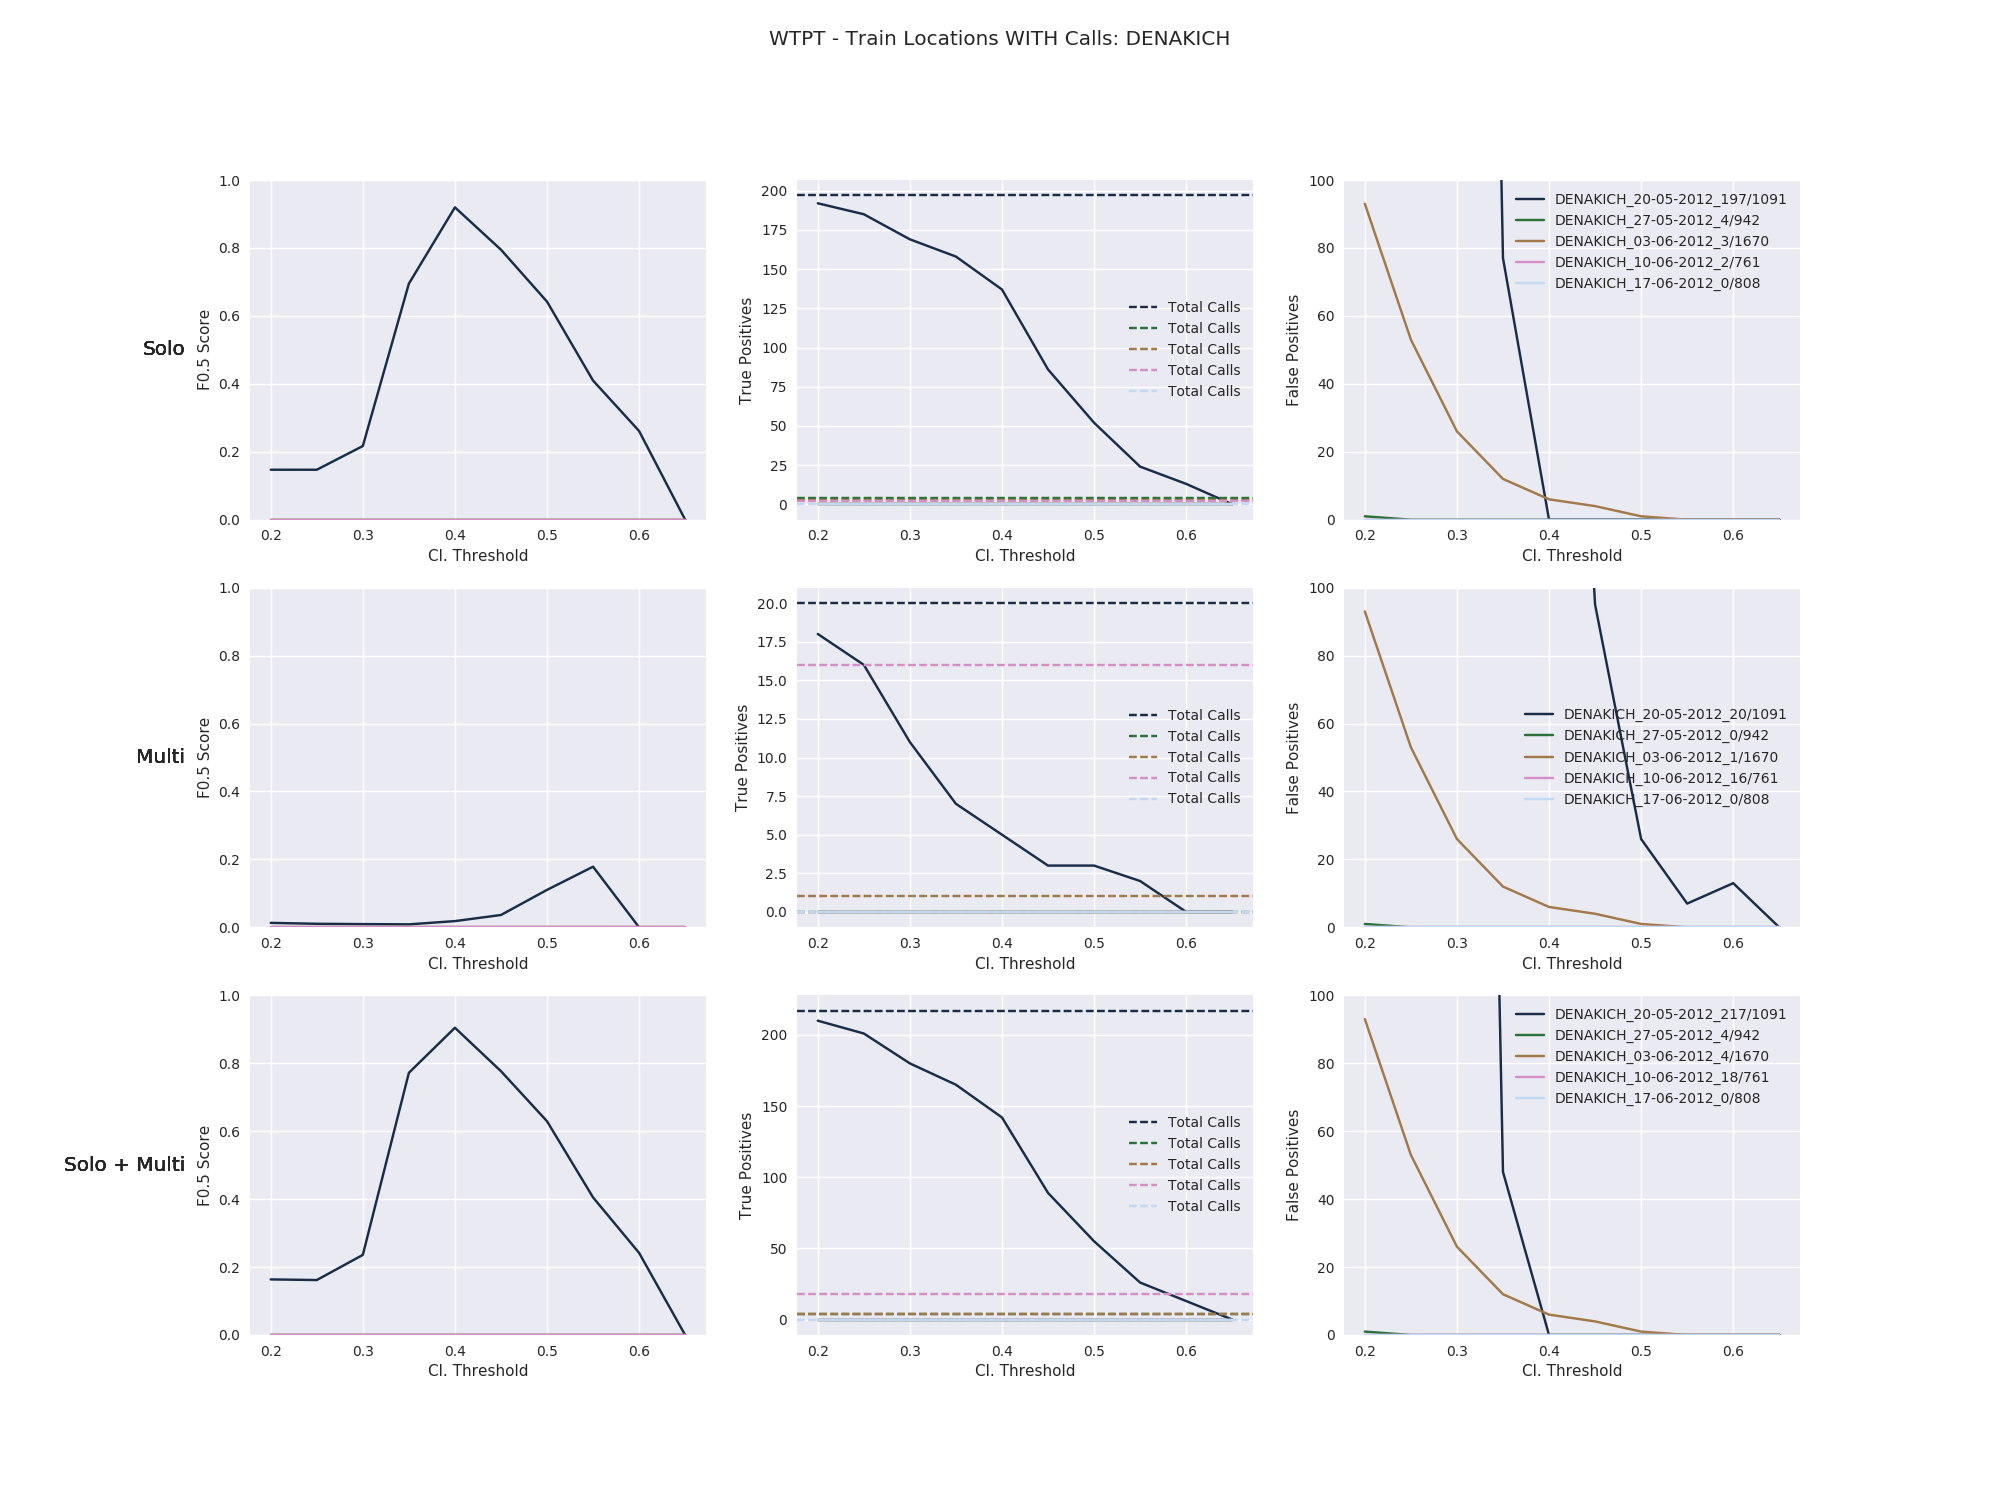 WTPT - Train Locations WITH Calls: DENAKICH
Solo
F0.5 Score
1.0
0.8
0.6
0.4
0.2
0.0
0.2 0.3 0.4 0.5 0.6
Cl. Threshold
True Positives
200
175
150
125
100
75
50
25
0
Total Calls
Total Calls
Total Calls
Total Calls
Total Calls
0.2 0.3 0.4 0.5 0.6
Cl. Threshold
False Positives
100
80
60
40
20
0
DENAKICH_20-05-2012_197/1091
DENAKICH_27-05-2012_4/942
DENAKICH_03-06-2012_3/1670
DENAKICH_10-06-2012_2/761
DENAKICH_17-06-2012_0/808
0.2 0.3 0.4 0.5 0.6
Cl. Threshold
Multi
F0.5 Score
1.0
0.8
0.6
0.4
0.2
0.0
0.2 0.3 0.4 0.5 0.6
Cl. Threshold
True Positives
20.0
17.5
15.0
12.5
10.0
7.5
5.0
2.5
0.0
Total Calls
Total Calls
Total Calls
Total Calls
Total Calls
0.2 0.3 0.4 0.5 0.6
Cl. Threshold
False Positives
100
80
60
40
20
0
DENAKICH_20-05-2012_20/1091
DENAKICH_27-05-2012_0/942
DENAKICH_03-06-2012_1/1670
DENAKICH_10-06-2012_16/761
DENAKICH_17-06-2012_0/808
0.2 0.3 0.4 0.5 0.6
Cl. Threshold
Solo + Multi
F0.5 Score
1.0
0.8
0.6
0.4
0.2
0.0
0.2 0.3 0.4 0.5 0.6
Cl. Threshold
True Positives
200
150
100
50
0
Total Calls
Total Calls
Total Calls
Total Calls
Total Calls
0.2 0.3 0.4 0.5 0.6
Cl. Threshold
False Positives
100
80
60
40
20
0
DENAKICH_20-05-2012_217/1091
DENAKICH_27-05-2012_4/942
DENAKICH_03-06-2012_4/1670
DENAKICH_10-06-2012_18/761
DENAKICH_17-06-2012_0/808
0.2 0.3 0.4 0.5 0.6
Cl. Threshold